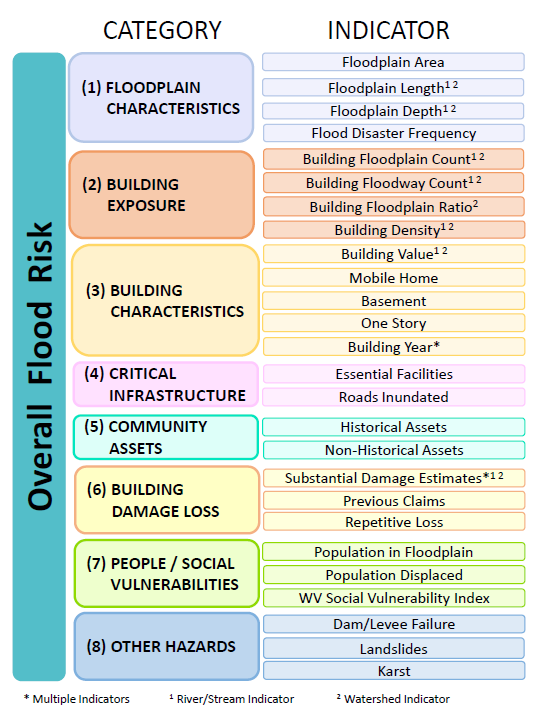 CATEGORY
INDICATOR
Overall Flood Risk
(1) FLOODPLAIN
CHARACTERISTICS
Floodplain Area
Floodplain Length¹ ²
Floodplain Depth¹ ²
Flood Disaster Frequency
(2) BUILDING
EXPOSURE
Building Floodplain Count¹ ²
Building Floodway Count¹ ²
Building Floodplain Ratio²
Building Density¹ ²
(3) BUILDING
CHARACTERISTICS
Building Value¹ ²
Mobile Home
Basement
One Story
Building Year*
(4) CRITICAL
INFRASTRUCTURE
Essential Facilities
Roads Inundated
(5) COMMUNITY
ASSETS
Historical Assets
Non-Historical Assets
(6) BUILDING
DAMAGE LOSS
Substantial Damage Estimates*¹ ²
Previous Claims
Repetitive Loss
(7) PEOPLE / SOCIAL
VULNERABILITIES
Population in Floodplain
Population Displaced
WV Social Vulnerability Index
(8) OTHER HAZARDS
Dam/Levee Failure
Landslides
Karst
* Multiple Indicators
¹ River/Stream Indicator
² Watershed Indicator